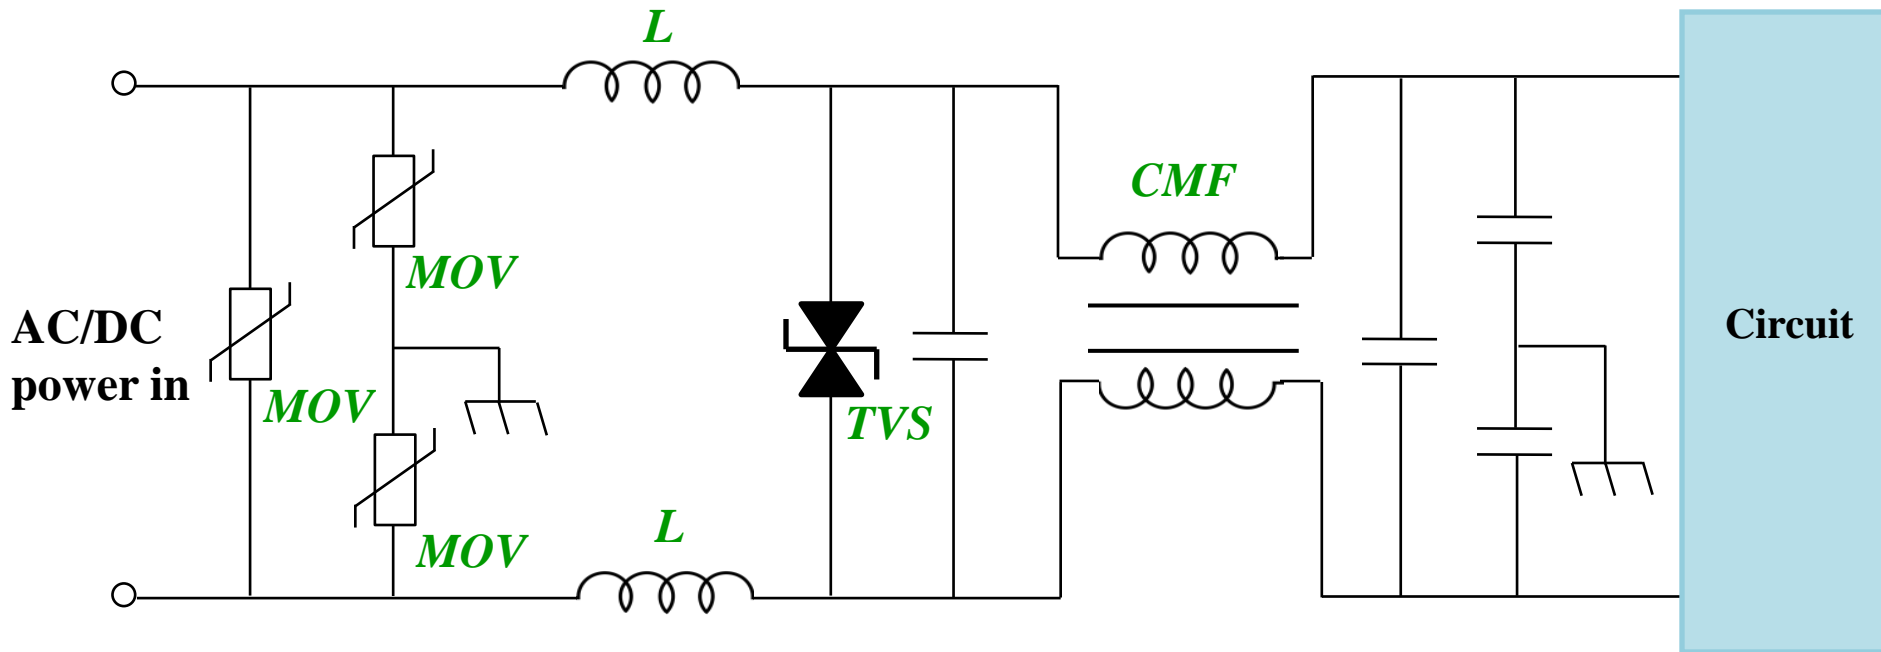 L
CMF
MOV
AC/DC
power in
MOV
Circuit
TVS
MOV
L